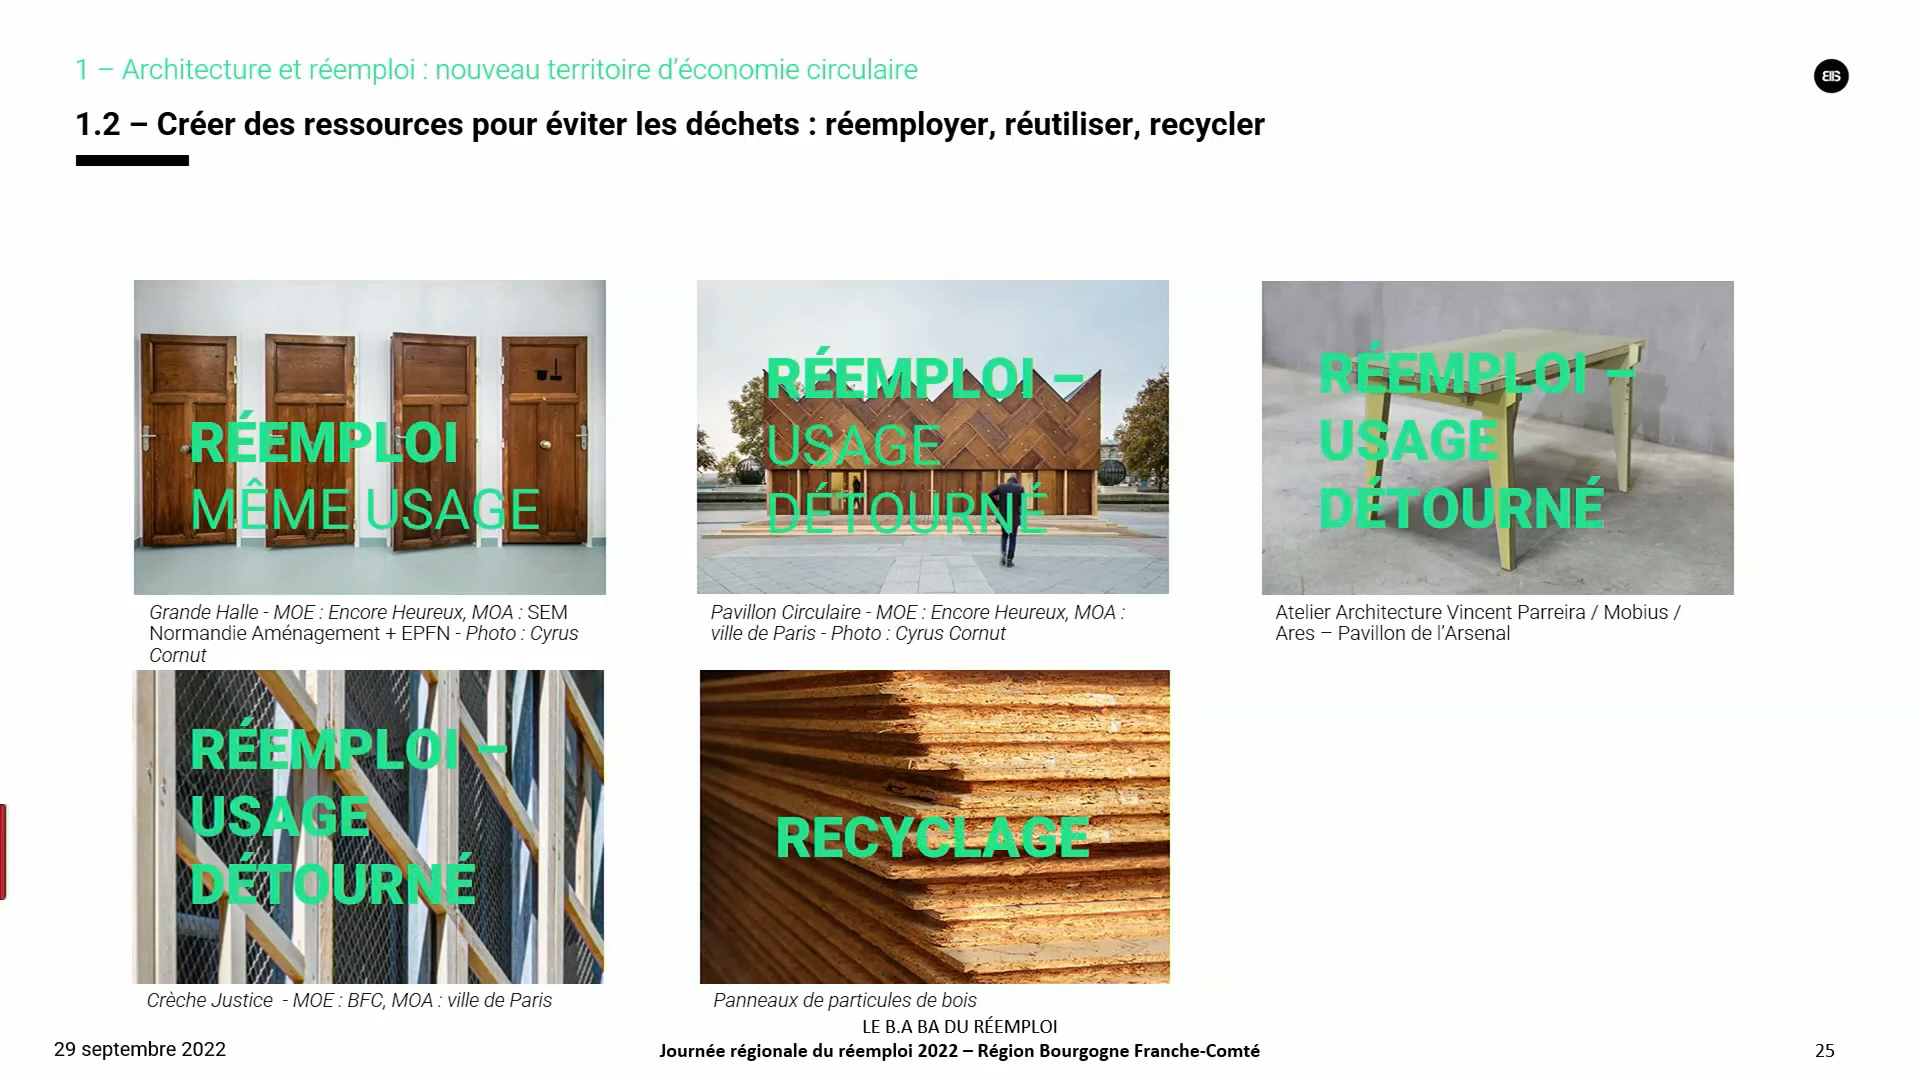 1 – Architecture et réemploi : nouveau territoire d’économie circulaire
1.2 – Créer des ressources pour éviter les déchets : réemployer, réutiliser, recycler
RÉEMPLOI
MÊME USAGE
Grande Halle - MOE : Encore Heureux, MOA : SEM
Normandie Aménagement + EPFN - Photo : Cyrus
Cornut
RÉEMPLOI –
USAGE
DÉTOURNÉ
Pavillon Circulaire - MOE : Encore Heureux, MOA :
ville de Paris - Photo : Cyrus Cornut
RÉEMPLOI –
USAGE
DÉTOURNÉ
Atelier Architecture Vincent Parreira / Mobius /
Ares – Pavillon de l’Arsenal
RÉEMPLOI –
USAGE
DÉTOURNÉ
Crèche Justice - MOE : BFC, MOA : ville de Paris
RECYCLAGE
Panneaux de particules de bois
29 septembre 2022
LE B.A BA DU RÉEMPLOI
Journée régionale du réemploi 2022 – Région Bourgogne Franche-Comté
25